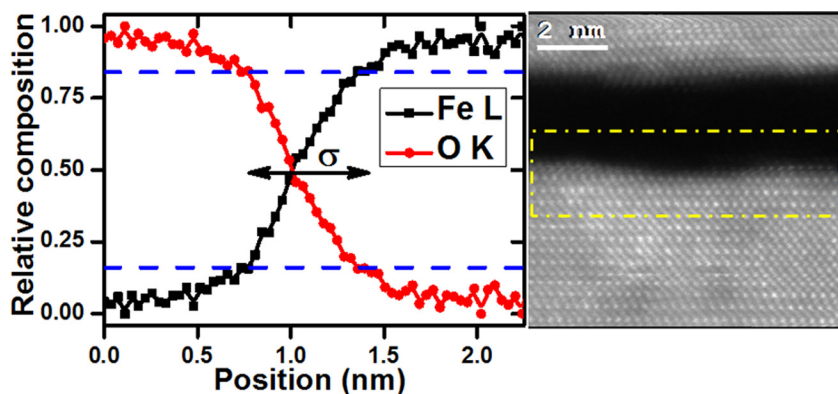 1.00
0.75
0.50
0.25
0.00
Relative composition
Fe L
O K
σ
0.0 0.5 1.0 1.5 2.0
Position (nm)
2 nm